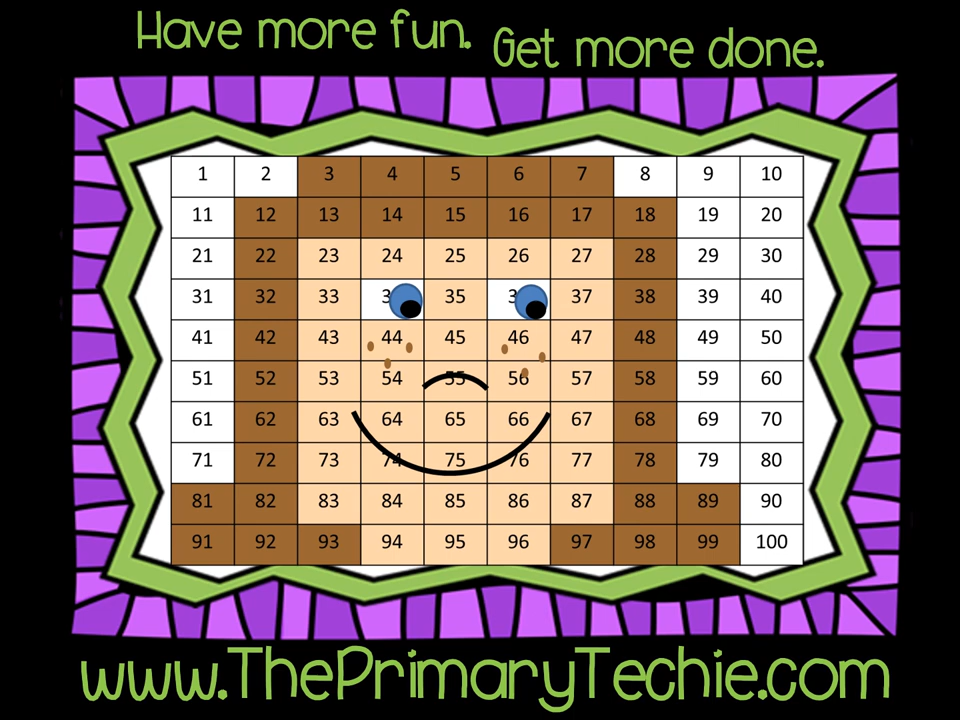 Have more fun. Get more done.
1 2 3 4 5 6 7 8 9 10
11 12 13 14 15 16 17 18 19 20
21 22 23 24 25 26 27 28 29 30
31 32 33 3 35 3 37 38 39 40
41 42 43 44 45 46 47 48 49 50
51 52 53 54 55 56 57 58 59 60
61 62 63 64 65 66 67 68 69 70
71 72 73 74 75 76 77 78 79 80
81 82 83 84 85 86 87 88 89 90
91 92 93 94 95 96 97 98 99 100
www.ThePrimaryTechie.com